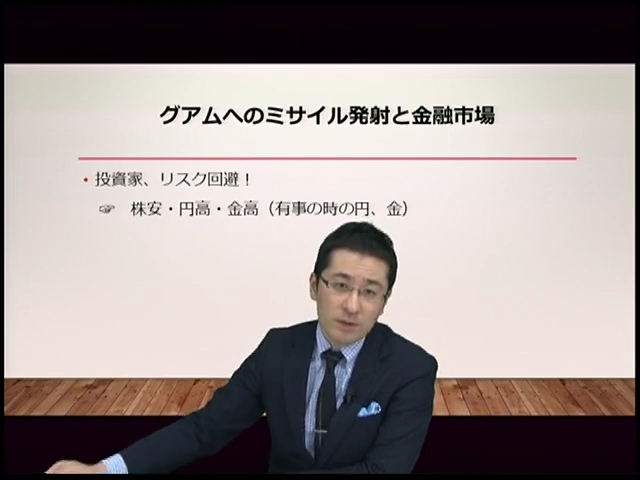 グアムへのミサイル発射と金融市場
・投資家、リスク回避！
☞ 株安・円高・金高（有事の時の円、金）